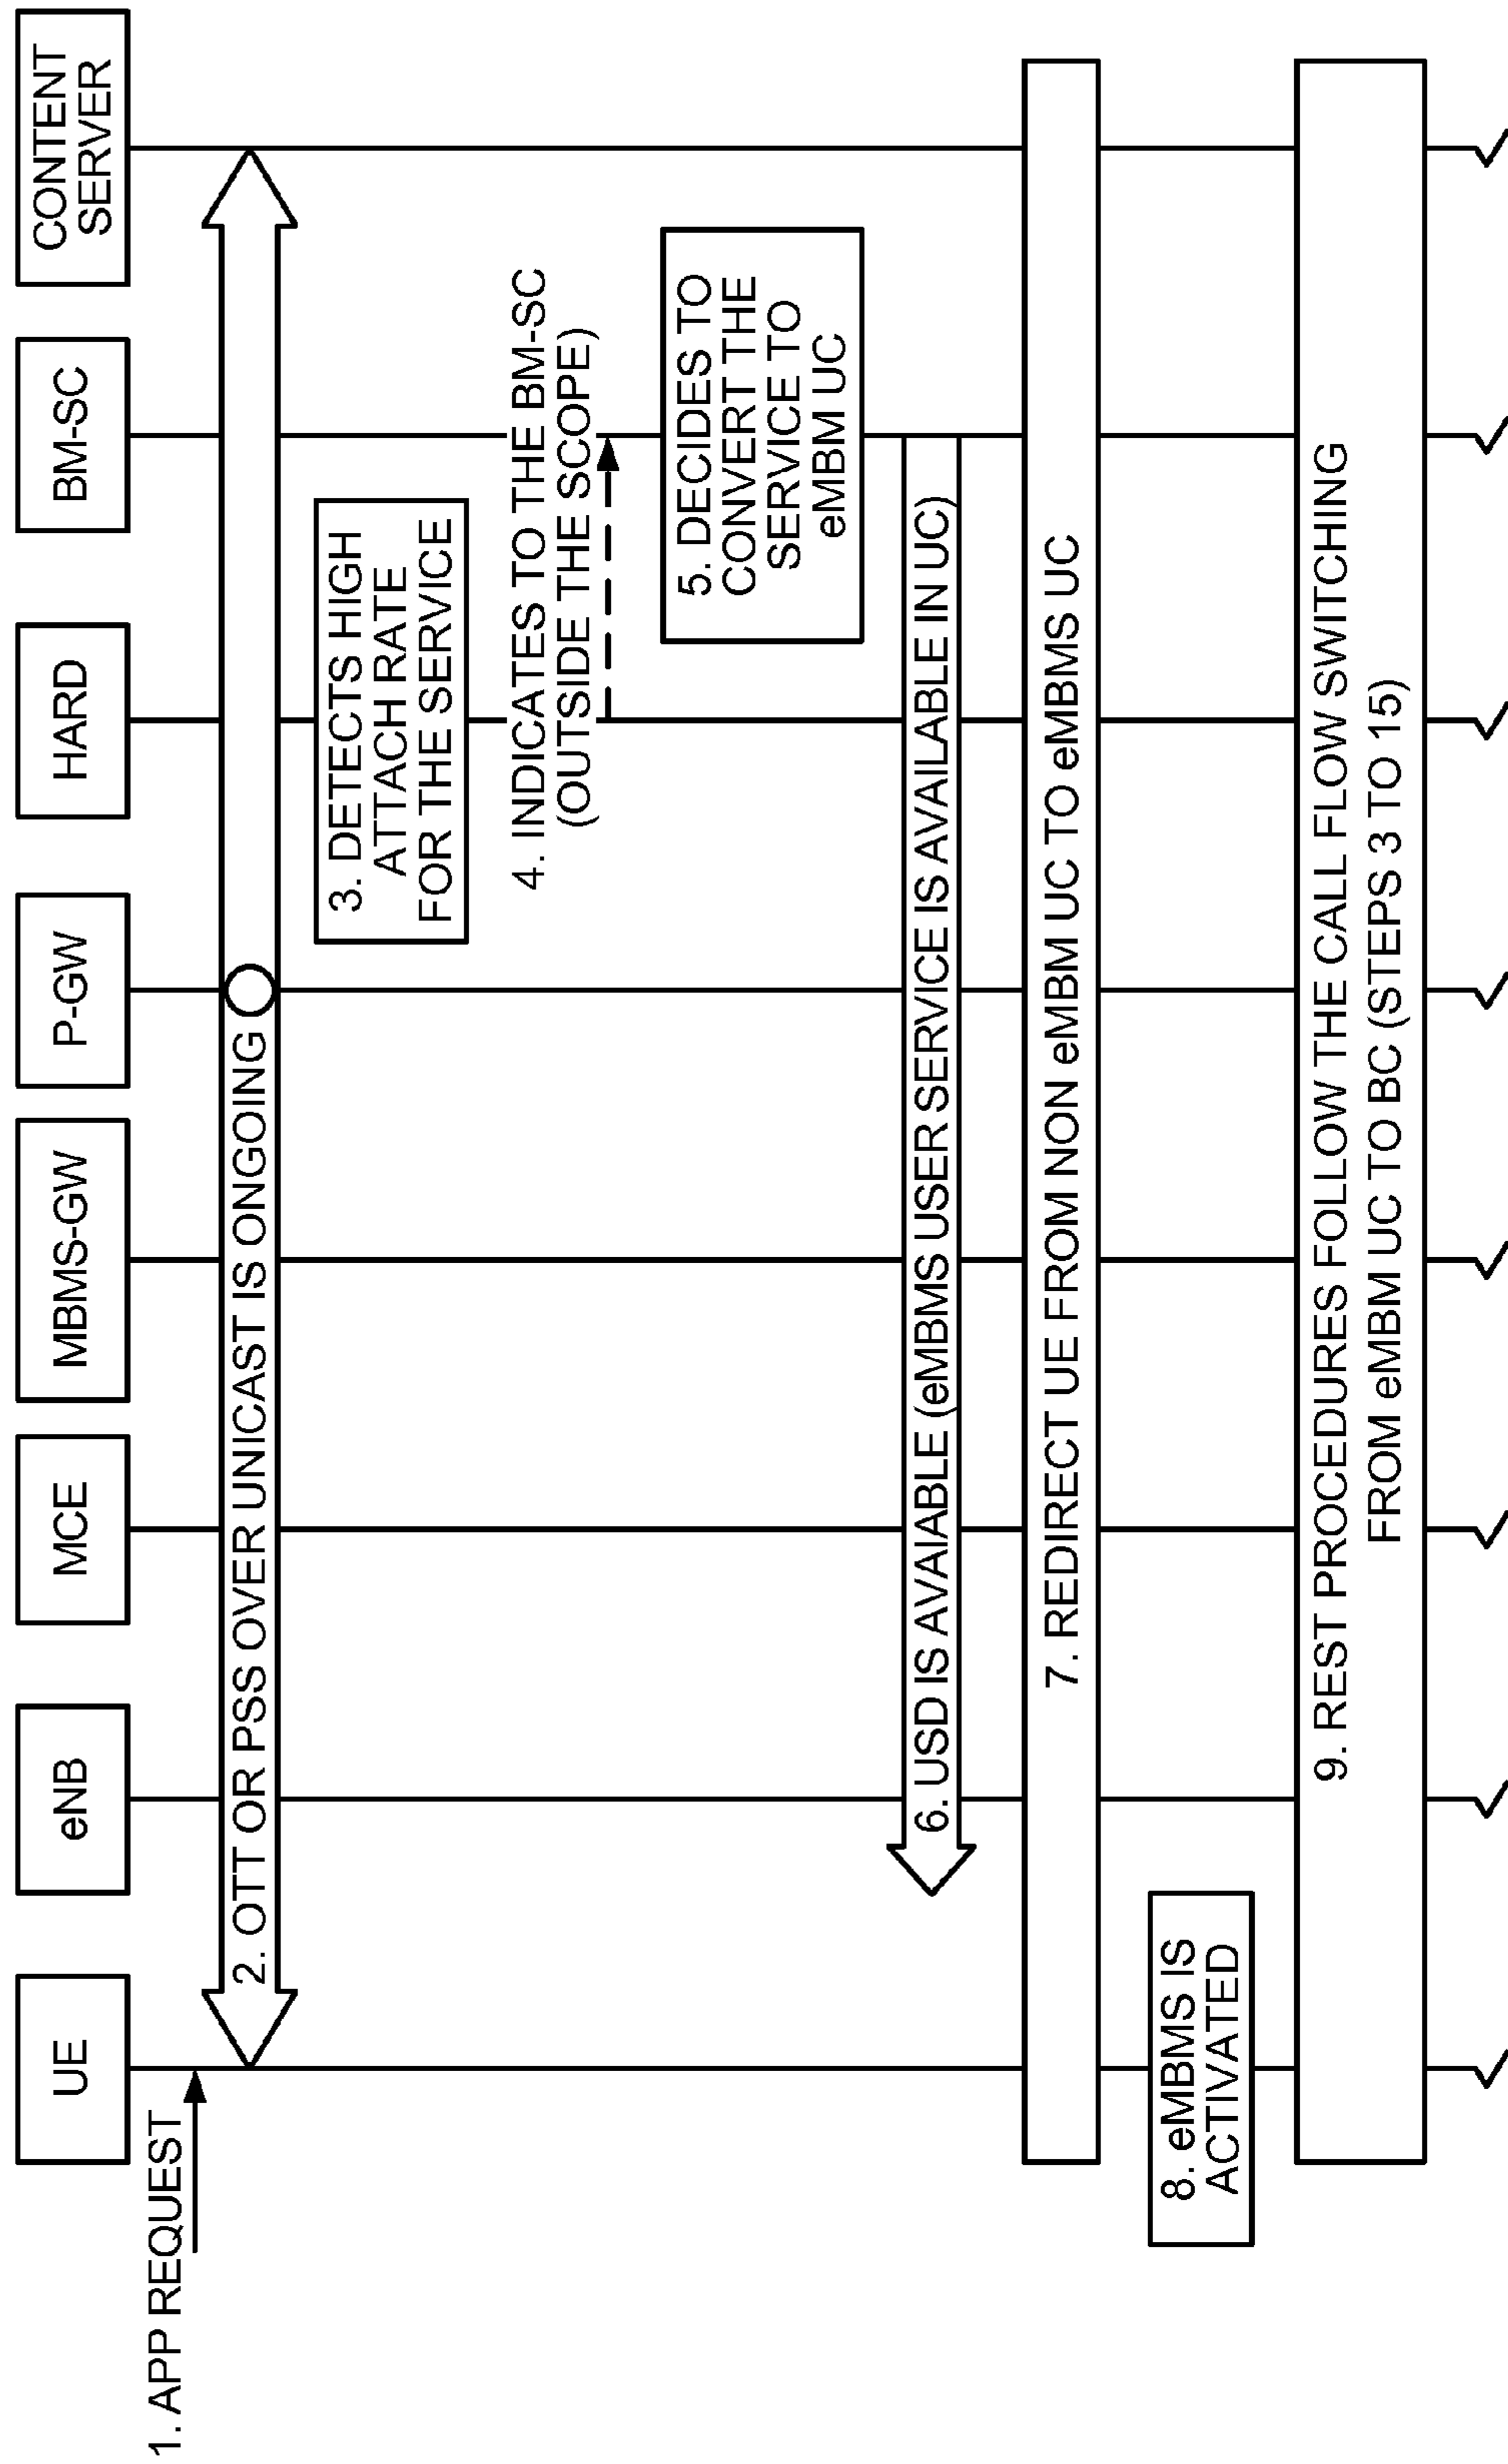 UE
eNB
MCE
MBMS-GW
P-GW
HARD
BM-SC
CONTENT
SERVER
1. APP REQUEST
2. OTT OR PSS OVER UNICAST IS ONGOING
3. DETECTS HIGH
ATTACH RATE
FOR THE SERVICE
4. INDICATES TO THE BM-SC
(OUTSIDE THE SCOPE)
5. DECIDES TO
CONVERT THE
SERVICE TO
eMBM UC
6. USD IS AVAIABLE (eMBMS USER SERVICE IS AVAILABLE IN UC)
7. REDIRECT UE FROM NON eMBM UC TO eMBMS UC
8. eMBMS IS
ACTIVATED
9. REST PROCEDURES FOLLOW THE CALL FLOW SWITCHING
FROM eMBM UC TO BC (STEPS 3 TO 15)